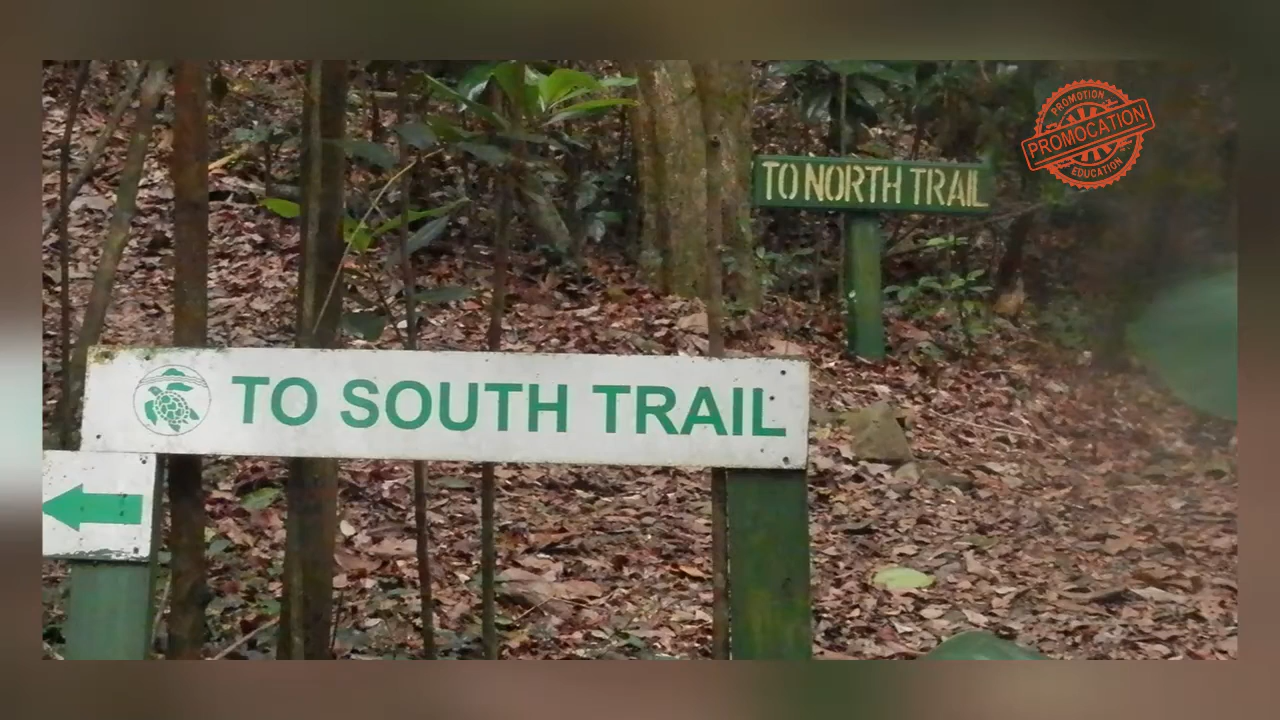 PROMOTION
PROMOCATION
EDUCATION
TO NORTH TRAIL
TO SOUTH TRAIL